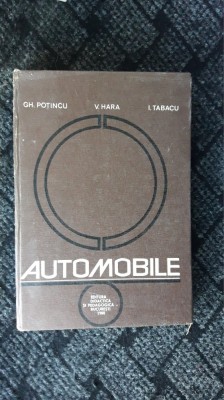 GH. POȚINCU V. HARA I. TABACU
AUTOMOBILE
EDITURA
DIDACTICĂ
ȘI PEDAGOGICĂ -
BUCUREȘTI,